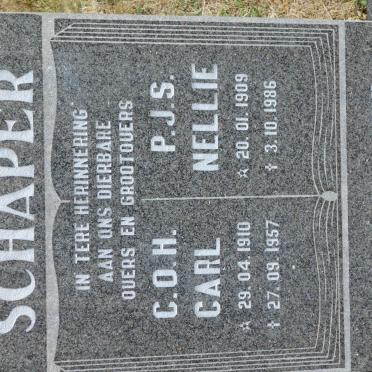 SCHAPER
IN TERE HERINNERING
AAN ONS DIERBARE
OUERS EN GROOTOUERS
C.O.H. P.J.S.
CARL NELLIE
☆ 29.04.1910 ☆ 20.01.1909
✝ 27.09.1957 ✝ 3.10.1986